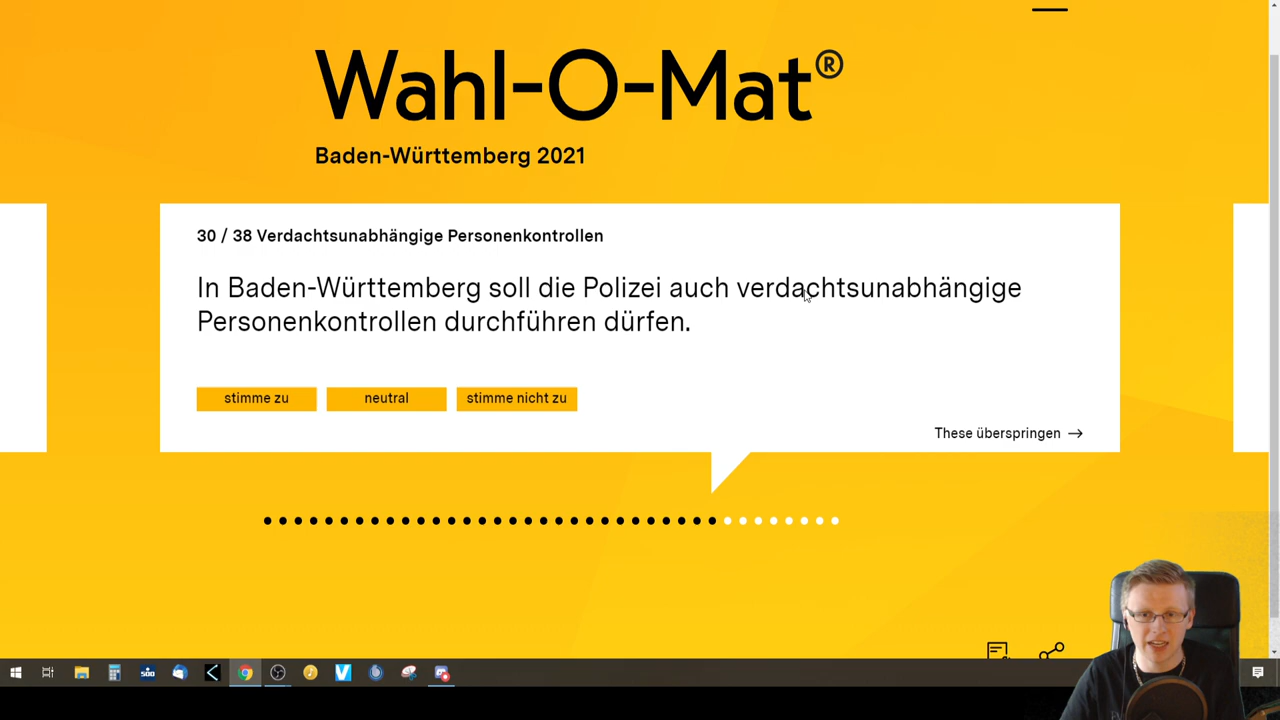 Wahl-O-Mat®
Baden-Württemberg 2021
30 / 38 Verdachtsunabhängige Personenkontrollen
In Baden-Württemberg soll die Polizei auch verdachtsunabhängige
Personenkontrollen durchführen dürfen.
stimme zu
neutral
stimme nicht zu
These überspringen →